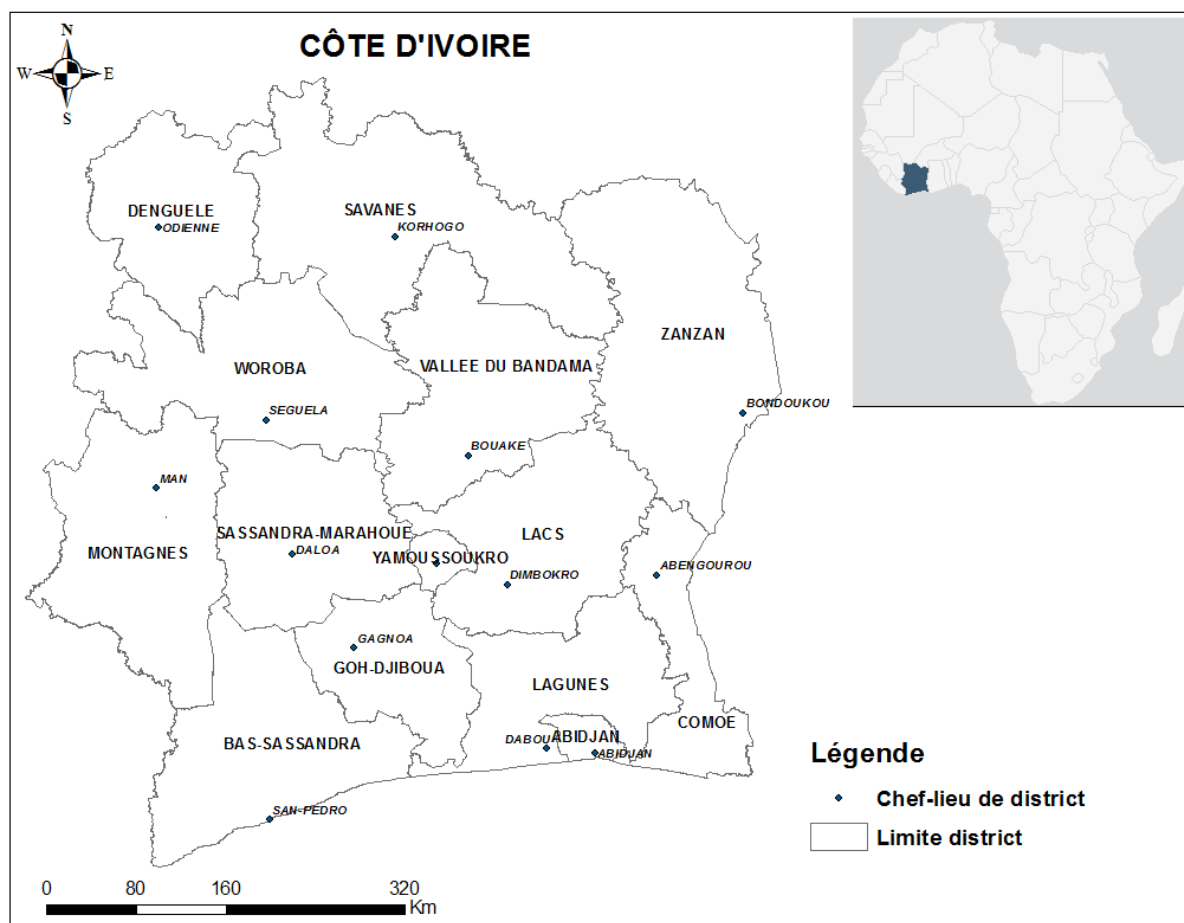 CÔTE D'IVOIRE
N
W
E
S
DENGUELE
ODIENNE
SAVANES
KORHOGO
ZANZAN
WOROBA
VALLEE DU BANDAMA
SEGUELA
BONDOUKOU
BOUAKE
MAN
SASSANDRA-MARAHOUE
LACS
MONTAGNES
DALOA
YAMOUSSOUKRO
DIMBOKRO
ABENGOUROU
GAGNOA
GOH-DJIBOUA
LAGUNES
COMOE
BAS-SASSANDRA
DABOU
ABIDJAN
ABIDJAN
SAN-PEDRO
Légende
Chef-lieu de district
Limite district
0 80 160 320
Km